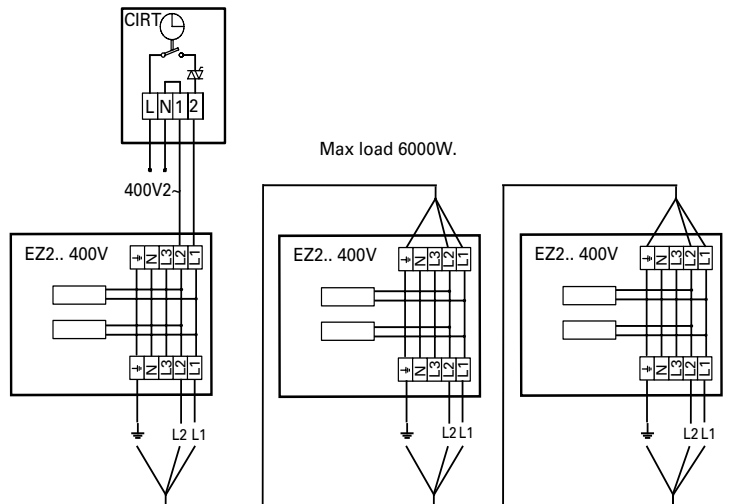 CIRT
L N 1 2
Max load 6000W.
400V2~
EZ2.. 400V
N L3 L2 L1
N L3 L2 L1
L2 L1
EZ2.. 400V
N L3 L2 L1
N L3 L2 L1
L2 L1
EZ2.. 400V
N L3 L2 L1
N L3 L2 L1
L2 L1